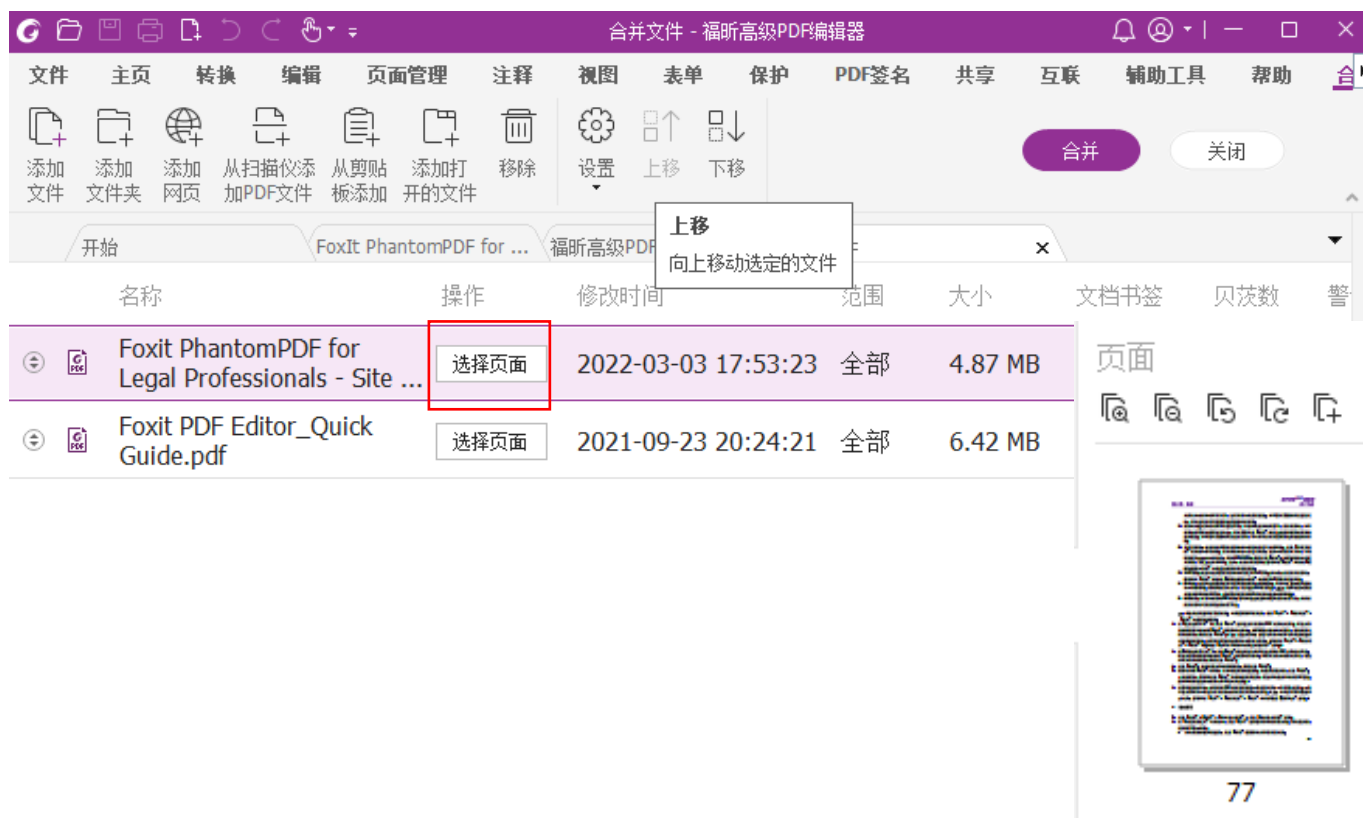 合并文件 - 福昕高级PDF编辑器
文件 主页 转换 编辑 页面管理 注释 视图 表单 保护 PDF签名 共享 互联 辅助工具 帮助 合
添加文件
添加文件夹
添加网页
从扫描仪添加PDF文件
从剪贴板添加
添加打开的文件
移除
设置
上移
下移
合并
关闭
上移
向上移动选定的文件
开始
FoxIt PhantomPDF for ...
福昕高级PDF
名称 操作 修改时间 范围 大小 文档书签 贝茨数 警
Foxit PhantomPDF for
Legal Professionals - Site ...
选择页面 2022-03-03 17:53:23 全部 4.87 MB
Foxit PDF Editor_Quick
Guide.pdf
选择页面 2021-09-23 20:24:21 全部 6.42 MB
页面
77